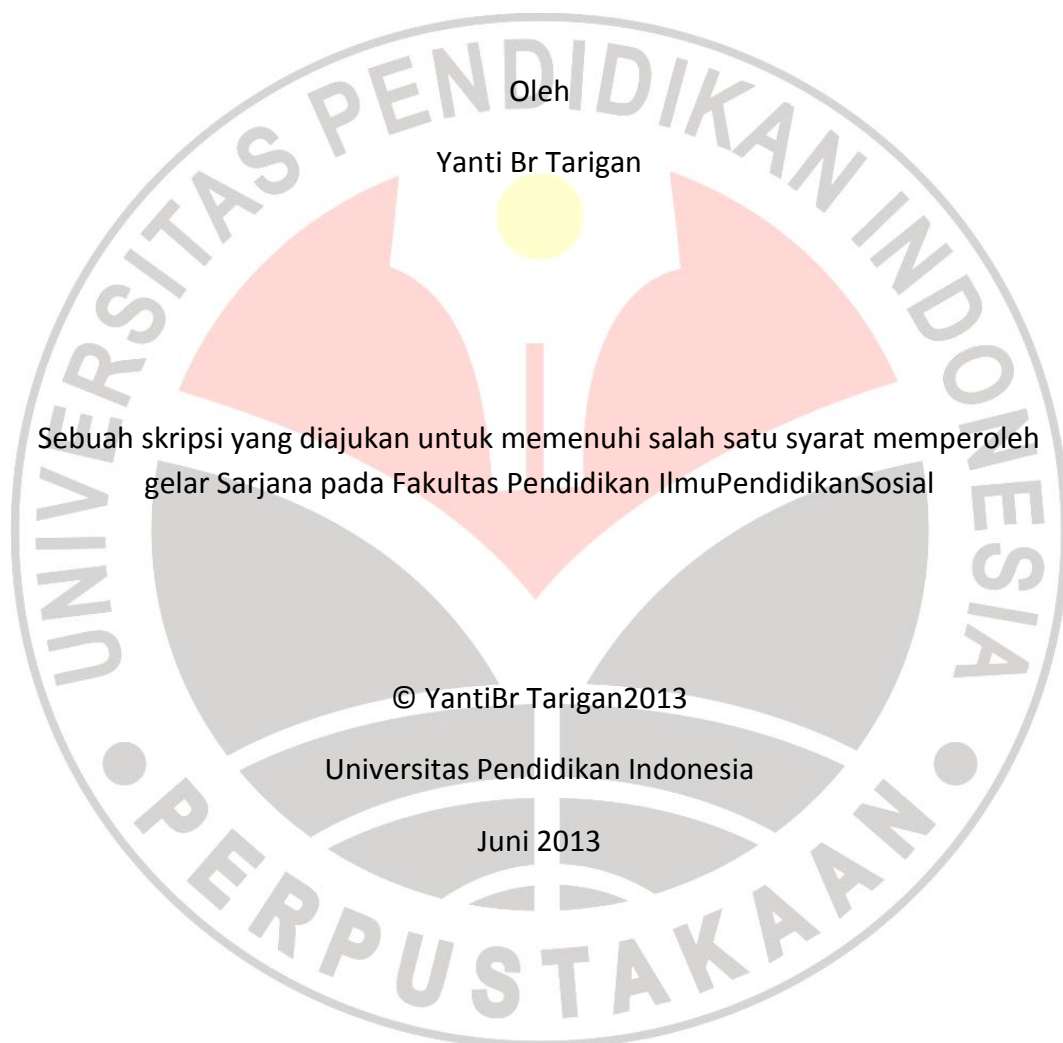 Oleh
Yanti Br Tarigan
Sebuah skripsi yang diajukan untuk memenuhi salah satu syarat memperoleh
gelar Sarjana pada Fakultas Pendidikan IlmuPendidikanSosial
© YantiBr Tarigan2013
Universitas Pendidikan Indonesia
Juni 2013
UNIVERSITAS PENDIDIKAN INDONESIA
PERPUSTAKAAN